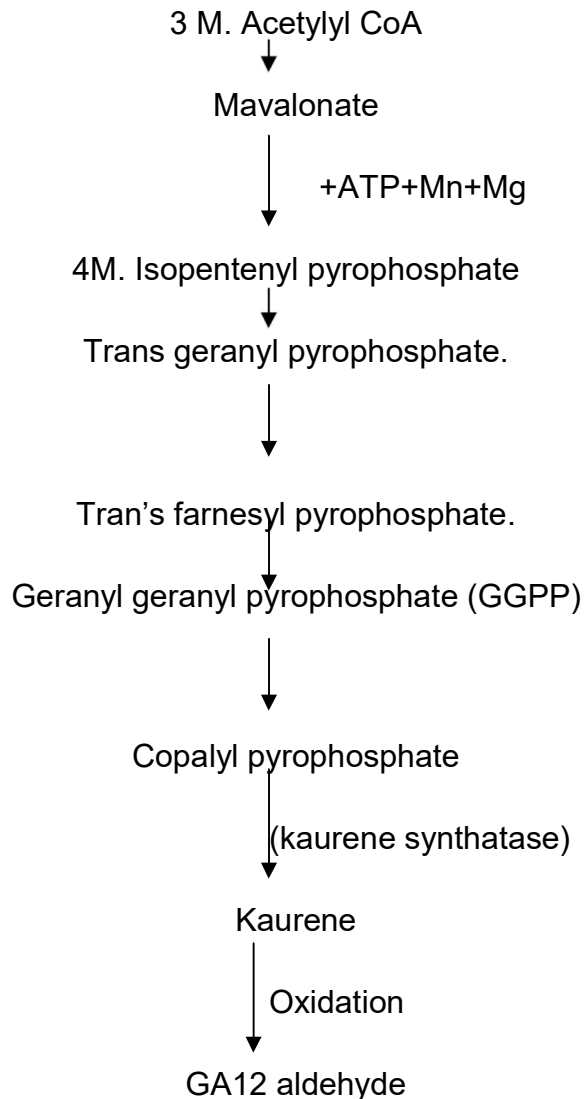 3 M. Acetylyl CoA
Mavalonate
+ATP+Mn+Mg
4M. Isopentenyl pyrophosphate
Trans geranyl pyrophosphate.
Tran’s farnesyl pyrophosphate.
Geranyl geranyl pyrophosphate (GGPP)
Copalyl pyrophosphate
(kaurene synthatase)
Kaurene
Oxidation
GA12 aldehyde